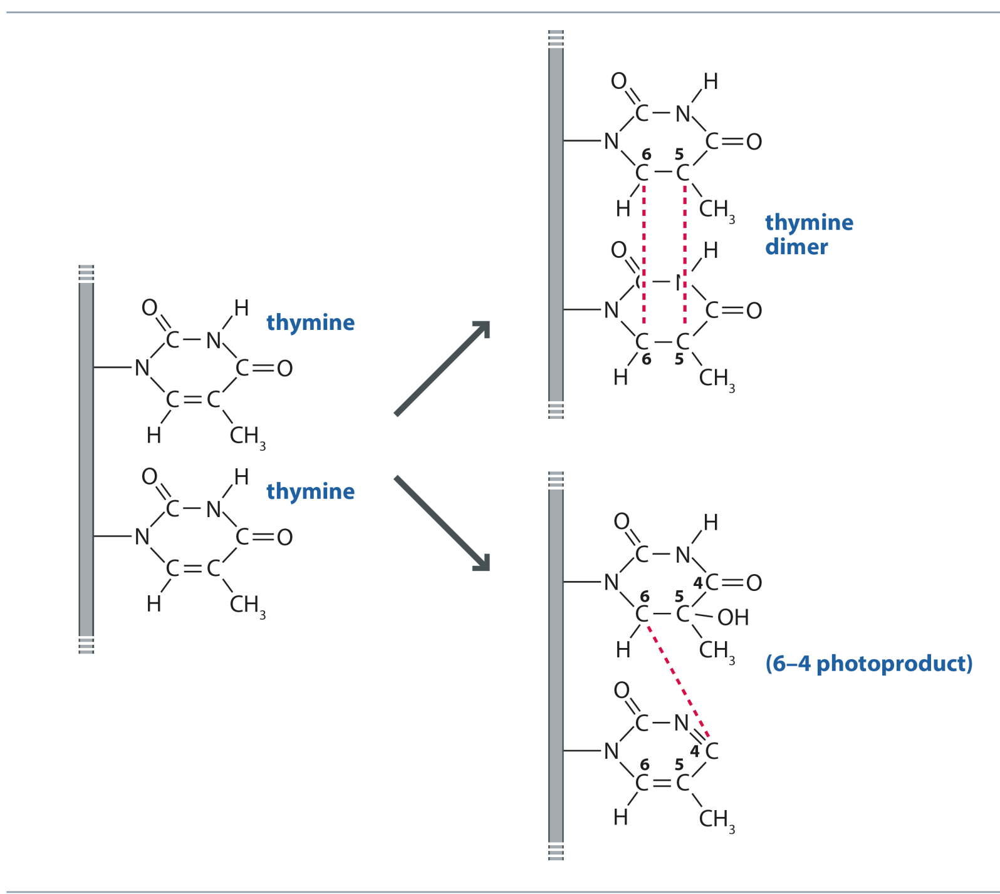 O H
C N
thymine
N C O
C C
H CH3
O H
C N
thymine
N C O
C C
H CH3
O H
C N
N C O
6 5
C C
H CH3
thymine
dimer
O H
N C O
C C
6 5
H CH3
O H
C N
N 4 C O
6 5
C C OH
H CH3
(6–4 photoproduct)
O
C N
N 4 C
6 5
C C
H CH3